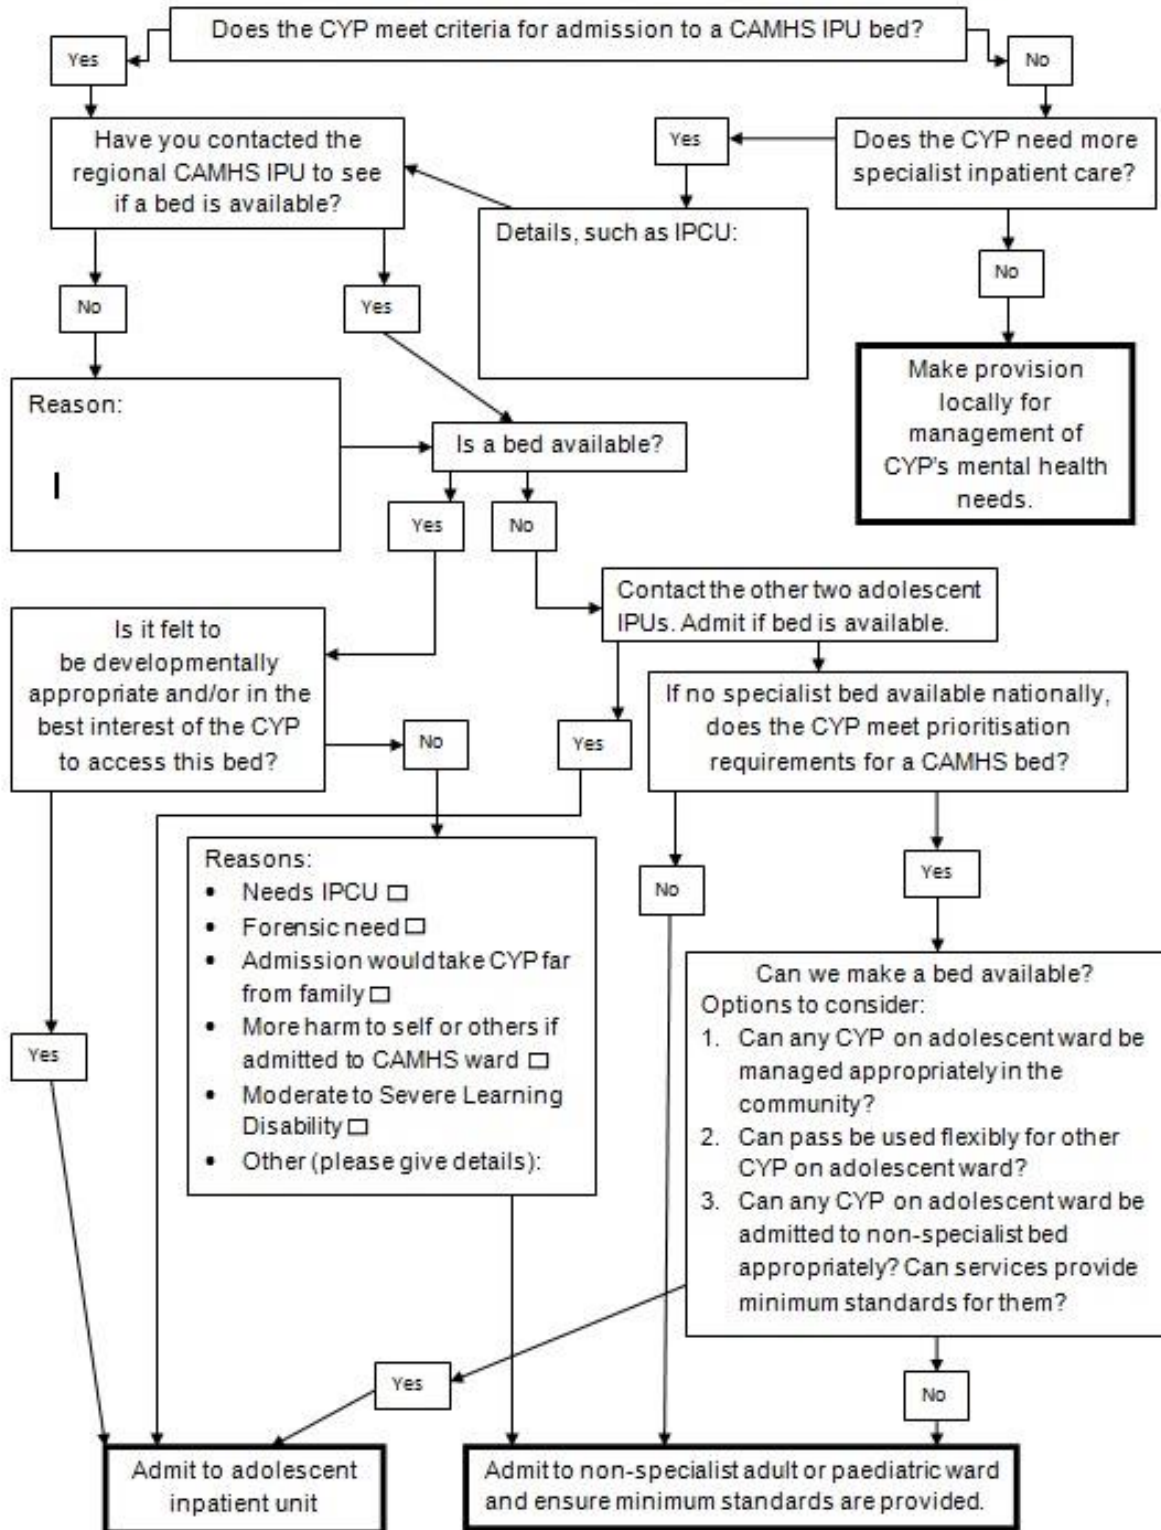 Does the CYP meet criteria for admission to a CAMHS IPU bed?
Yes
No
Have you contacted the
regional CAMHS IPU to see
if a bed is available?
Yes
Does the CYP need more
specialist inpatient care?
Details, such as IPCU:
No
No
Yes
Make provision
locally for
management of
CYP's mental health
needs.
Reason:
Is a bed available?
Yes
No
Contact the other two adolescent
IPUs. Admit if bed is available.
Is it felt to
be developmentally
appropriate and/or in the
best interest of the CYP
to access this bed?
No
Yes
If no specialist bed available nationally,
does the CYP meet prioritisation
requirements for a CAMHS bed?
Reasons:
• Needs IPCU □
• Forensic need □
• Admission would take CYP far
from family □
• More harm to self or others if
admitted to CAMHS ward □
• Moderate to Severe Learning
Disability □
• Other (please give details):
No
Yes
Can we make a bed available?
Options to consider:
1. Can any CYP on adolescent ward be
managed appropriately in the
community?
2. Can pass be used flexibly for other
CYP on adolescent ward?
3. Can any CYP on adolescent ward be
admitted to non-specialist bed
appropriately? Can services provide
minimum standards for them?
Yes
Yes
No
Admit to adolescent
inpatient unit
Admit to non-specialist adult or paediatric ward
and ensure minimum standards are provided.